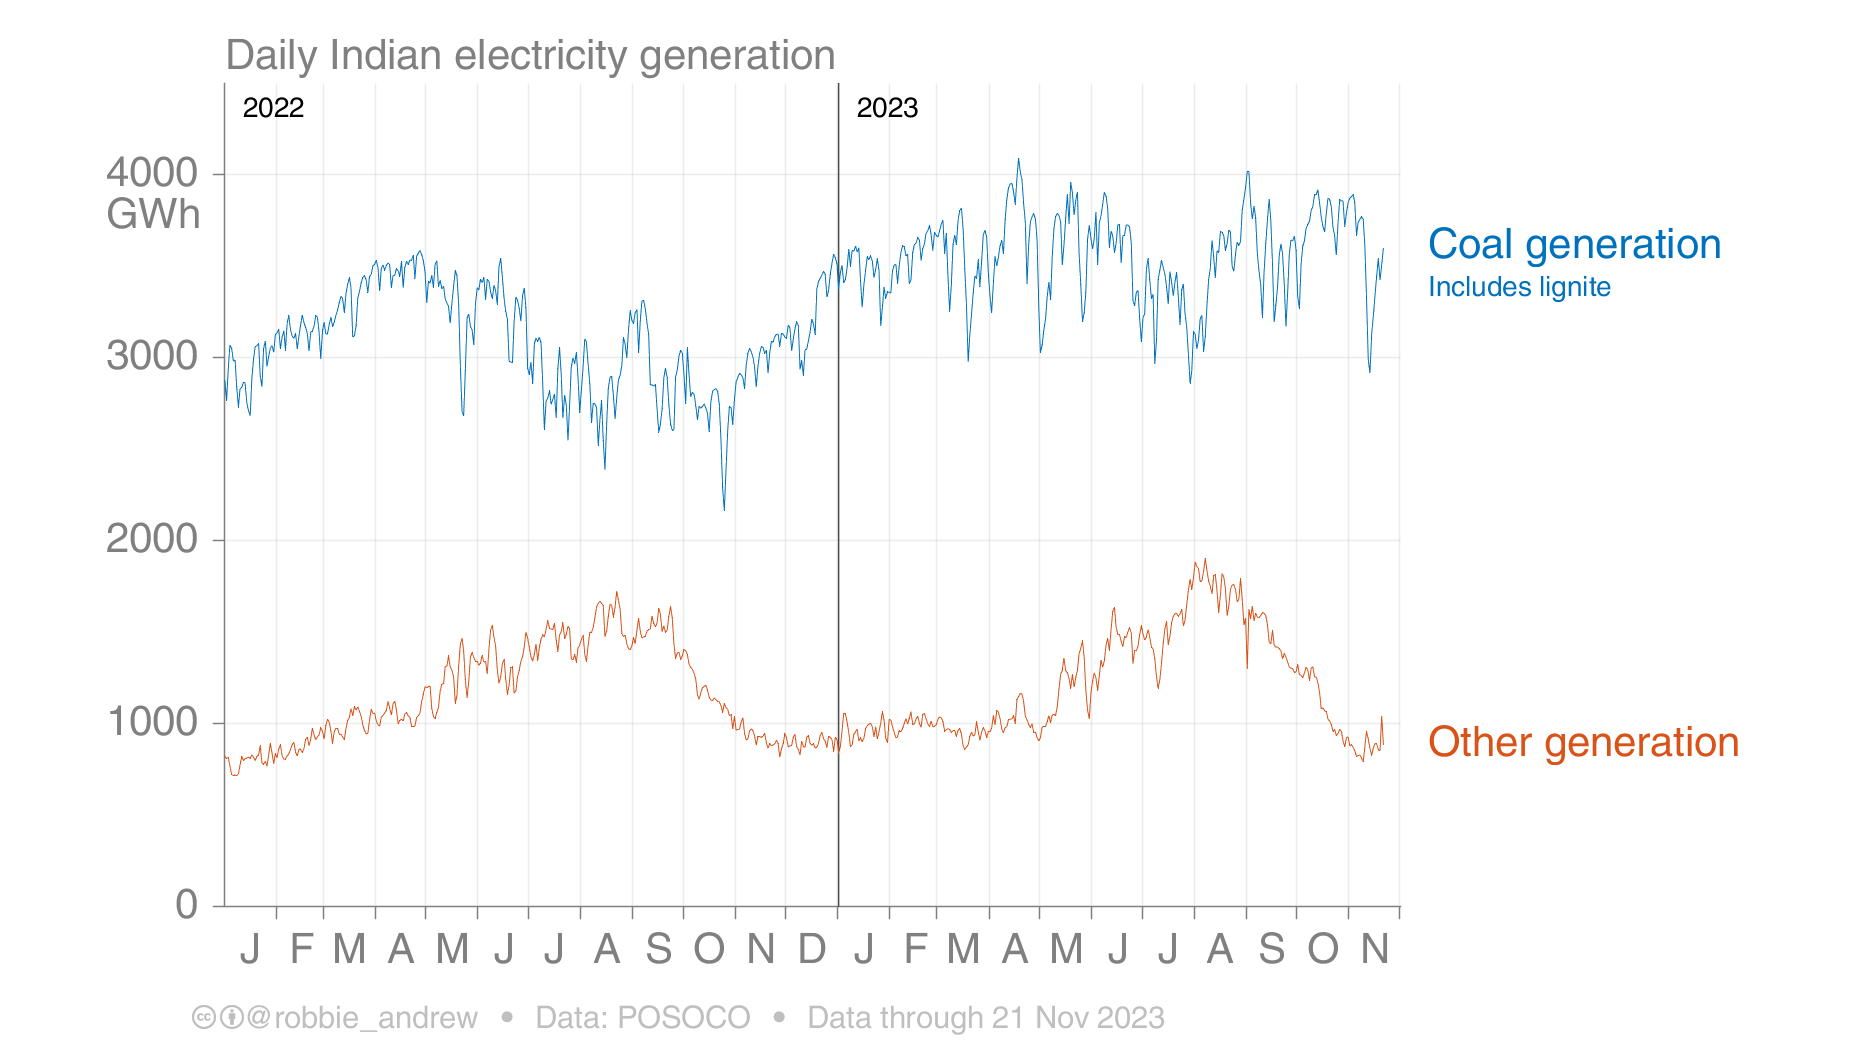 Daily Indian electricity generation
2022 2023
4000
GWh
3000
2000
1000
0
Coal generation
Includes lignite
Other generation
J F M A M J J A S O N D J F M A M J J A S O N
@robbie_andrew • Data: POSOCO • Data through 21 Nov 2023